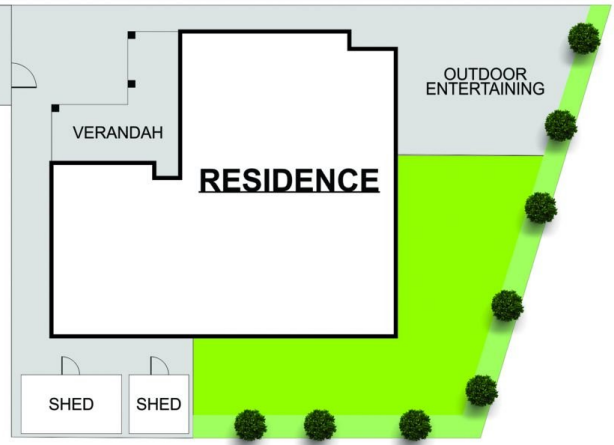 OUTDOOR
ENTERTAINING
VERANDAH
RESIDENCE
SHED
SHED